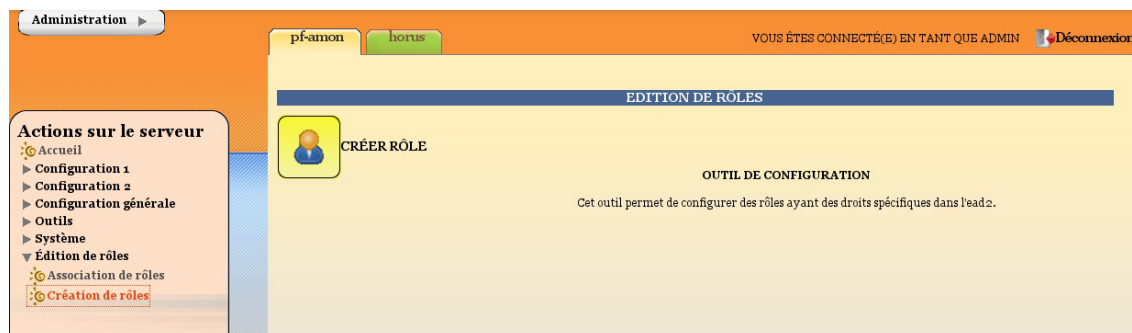 Administration
pf-amon
horus
VOUS ÊTES CONNECTÉ(E) EN TANT QUE ADMIN
Déconnexion
EDITION DE RÔLES
Actions sur le serveur
Accueil
Configuration 1
Configuration 2
Configuration générale
Outils
Système
Édition de rôles
Association de rôles
Création de rôles
CRÉER RÔLE
OUTIL DE CONFIGURATION
Cet outil permet de configurer des rôles ayant des droits spécifiques dans l'ead2.